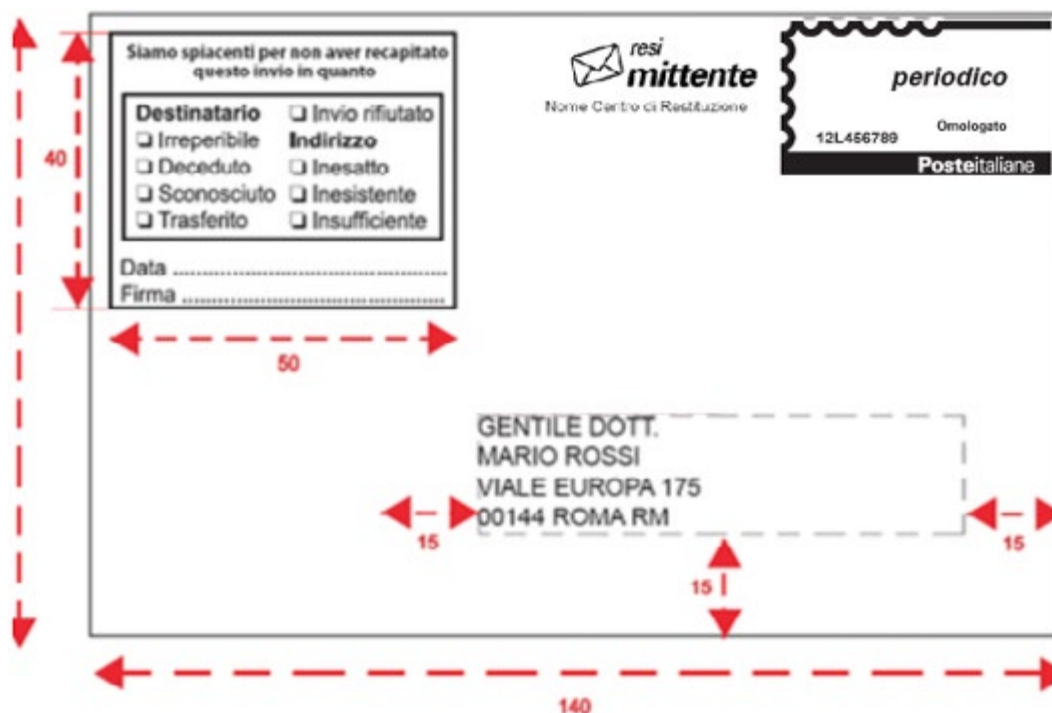 Siamo spiacenti per non aver recapitato
questo invio in quanto
Destinatario ❑ Invio rifiutato
❑ Irreperibile Indirizzo
❑ Deceduto ❑ Inesatto
❑ Sconosciuto ❑ Inesistente
❑ Trasferito ❑ Insufficiente
Data ........................................
Firma ........................................
40
50
resi
mittente
Nome Centro di Restituzione
periodico
Omologato
12L456789
Posteitaliane
GENTILE DOTT.
MARIO ROSSI
VIALE EUROPA 175
00144 ROMA RM
15
15
15
140